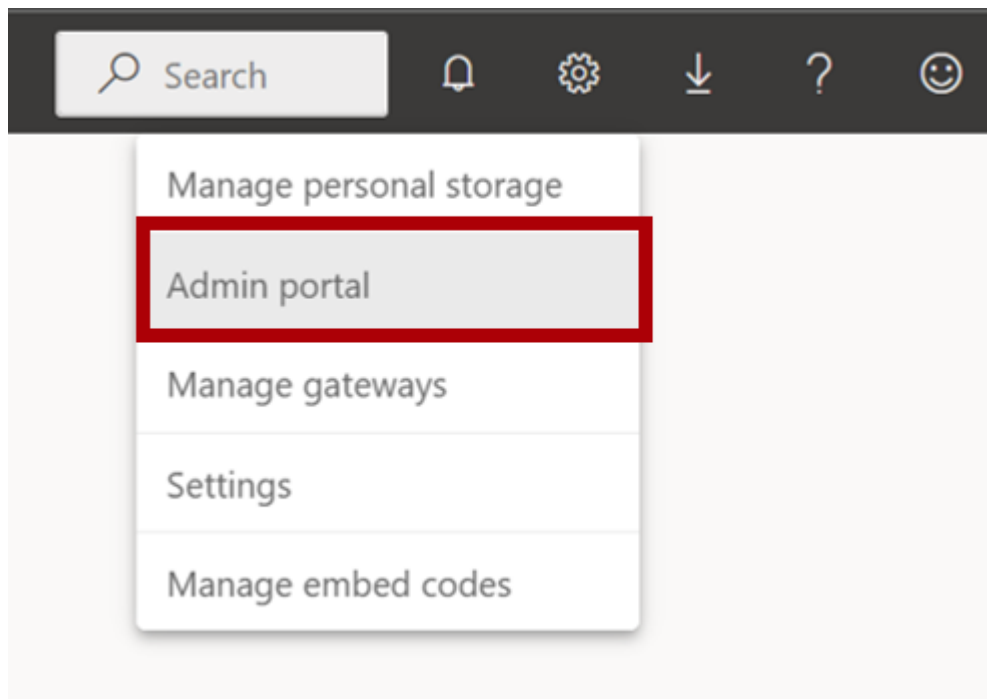 Search
Manage personal storage
Admin portal
Manage gateways
Settings
Manage embed codes